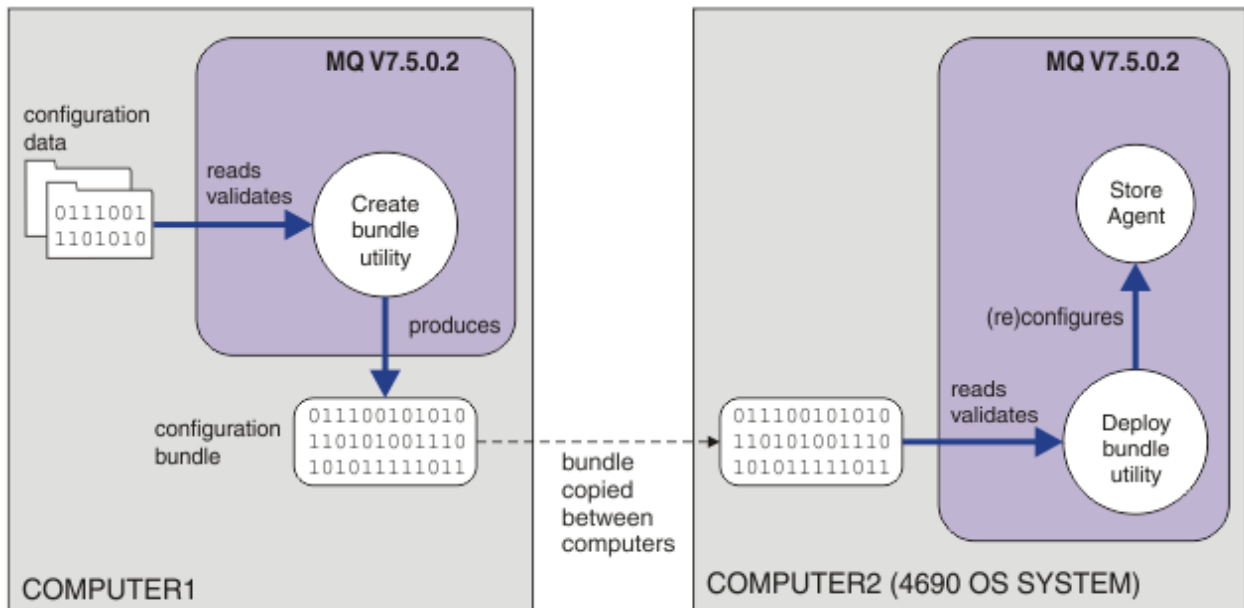 MQ V7.5.0.2
configuration
data
0111001
1101010
reads
validates
Create
bundle
utility
produces
configuration
bundle
011100101010
110101001110
101011111011
COMPUTER1
bundle
copied
between
computers
MQ V7.5.0.2
Store
Agent
(re)configures
011100101010
110101001110
101011111011
reads
validates
Deploy
bundle
utility
COMPUTER2 (4690 OS SYSTEM)